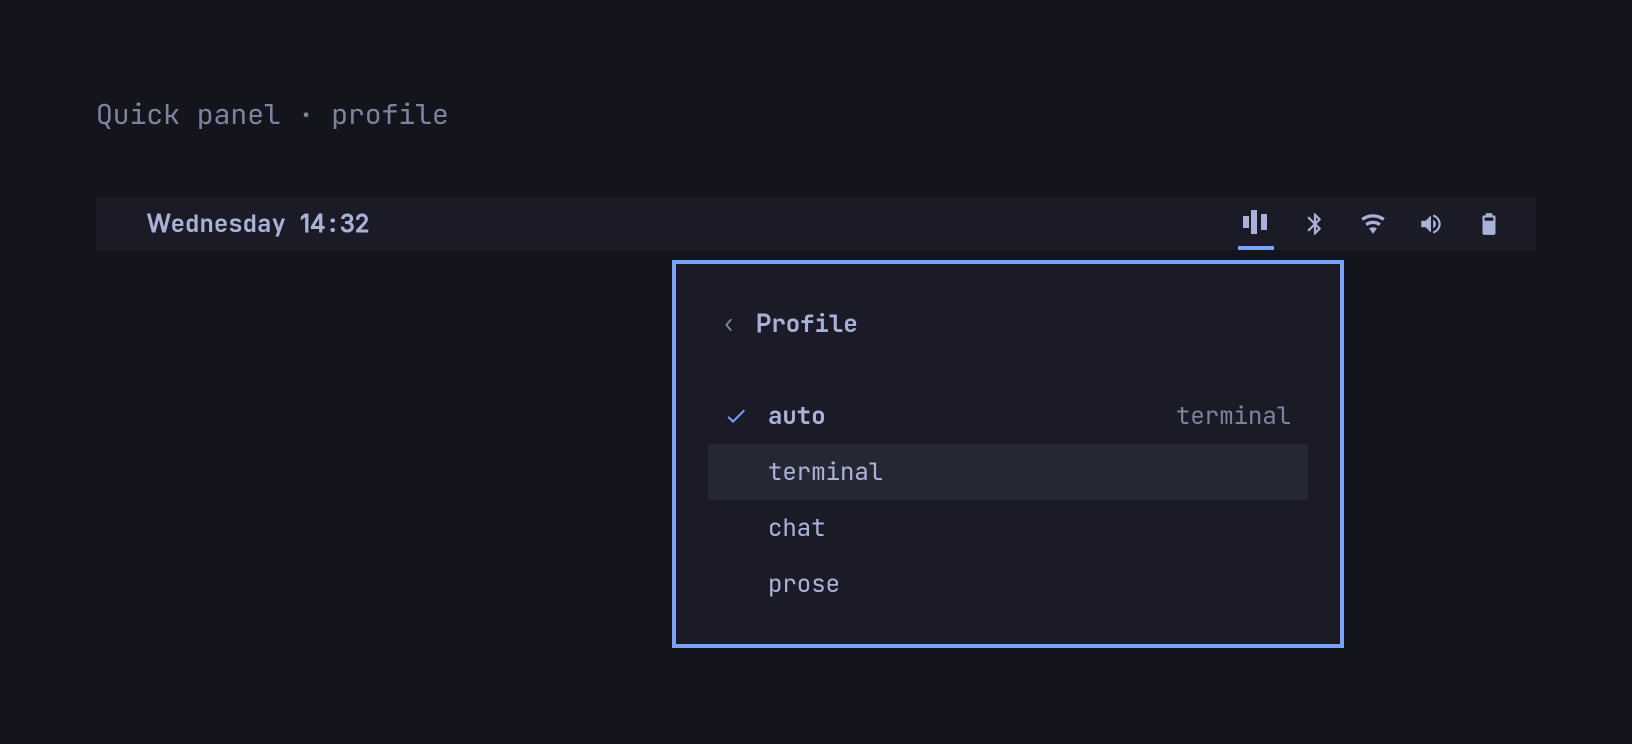 Quick panel · profile
Wednesday 14:32
‹ Profile
auto terminal
terminal
chat
prose